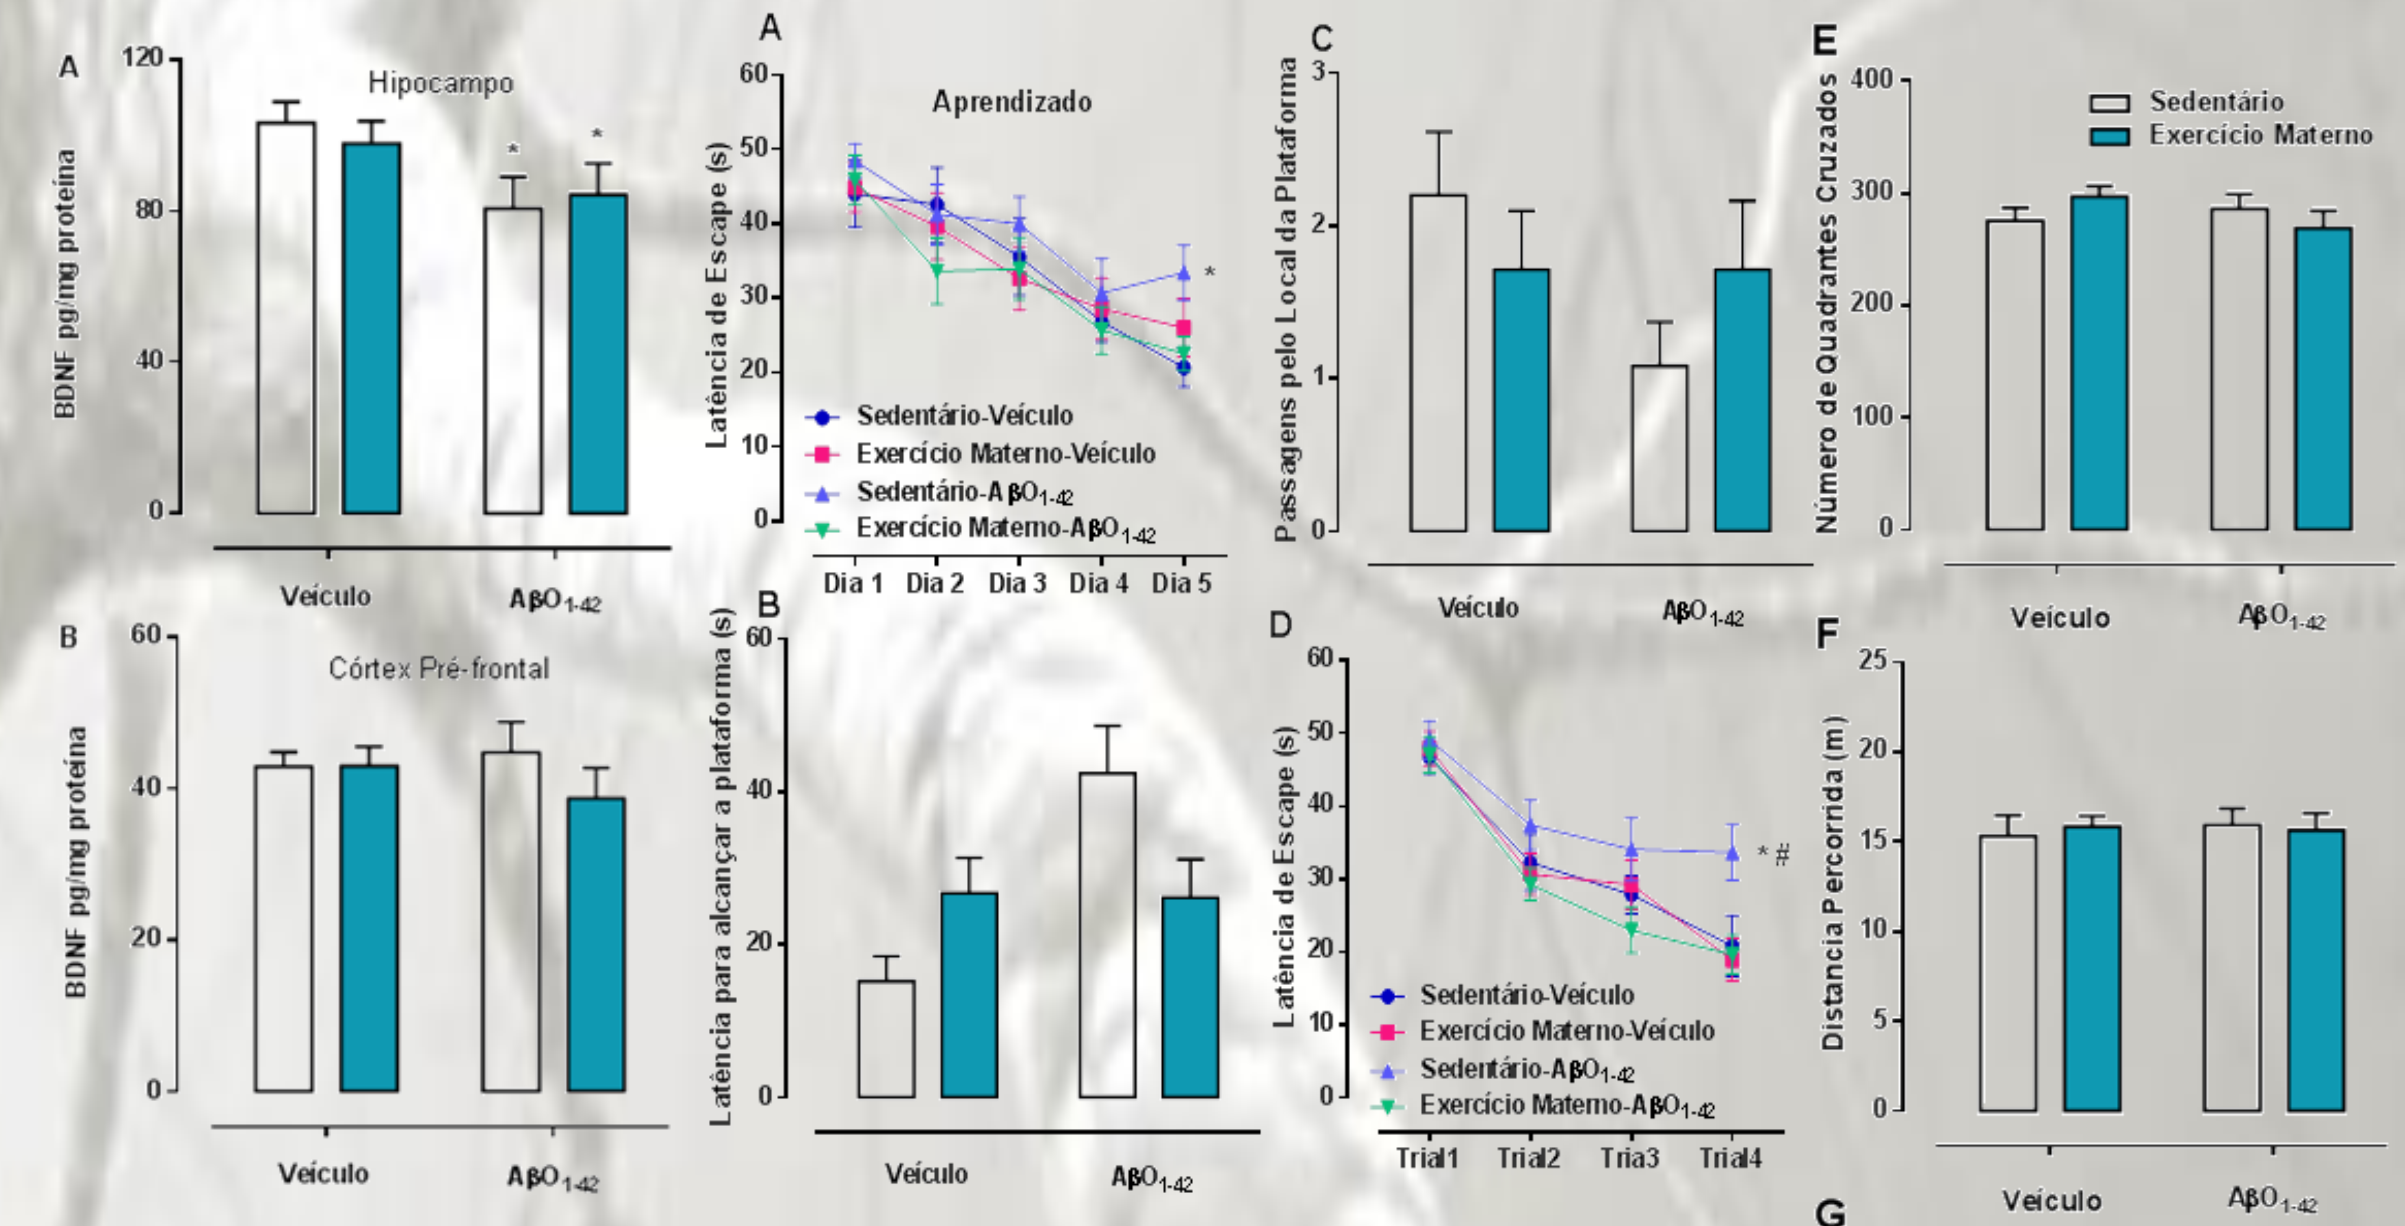 A
Hipocampo
BDNF pg/mg proteína
120
80
40
0
* *
Veículo AβO1-42
B
Córtex Pré-frontal
BDNF pg/mg proteína
60
40
20
0
Veículo AβO1-42
A
Aprendizado
Latência de Escape (s)
60
50
40
30
20
10
0
*
Sedentário-Veículo
Exercício Materno-Veículo
Sedentário-AβO1-42
Exercício Materno-AβO1-42
Dia 1 Dia 2 Dia 3 Dia 4 Dia 5
B
Latência para alcançar a plataforma (s)
60
40
20
0
Veículo AβO1-42
C
Passagens pelo Local da Plataforma
3
2
1
0
Veículo AβO1-42
D
Latência de Escape (s)
60
50
40
30
20
10
0
* #
Sedentário-Veículo
Exercício Materno-Veículo
Sedentário-AβO1-42
Exercício Materno-AβO1-42
Trial1 Trial2 Tria3 Trial4
E
Número de Quadrantes Cruzados
400
300
200
100
0
Sedentário
Exercício Materno
Veículo AβO1-42
F
Distancia Percorrida (m)
25
20
15
10
5
0
Veículo AβO1-42
G